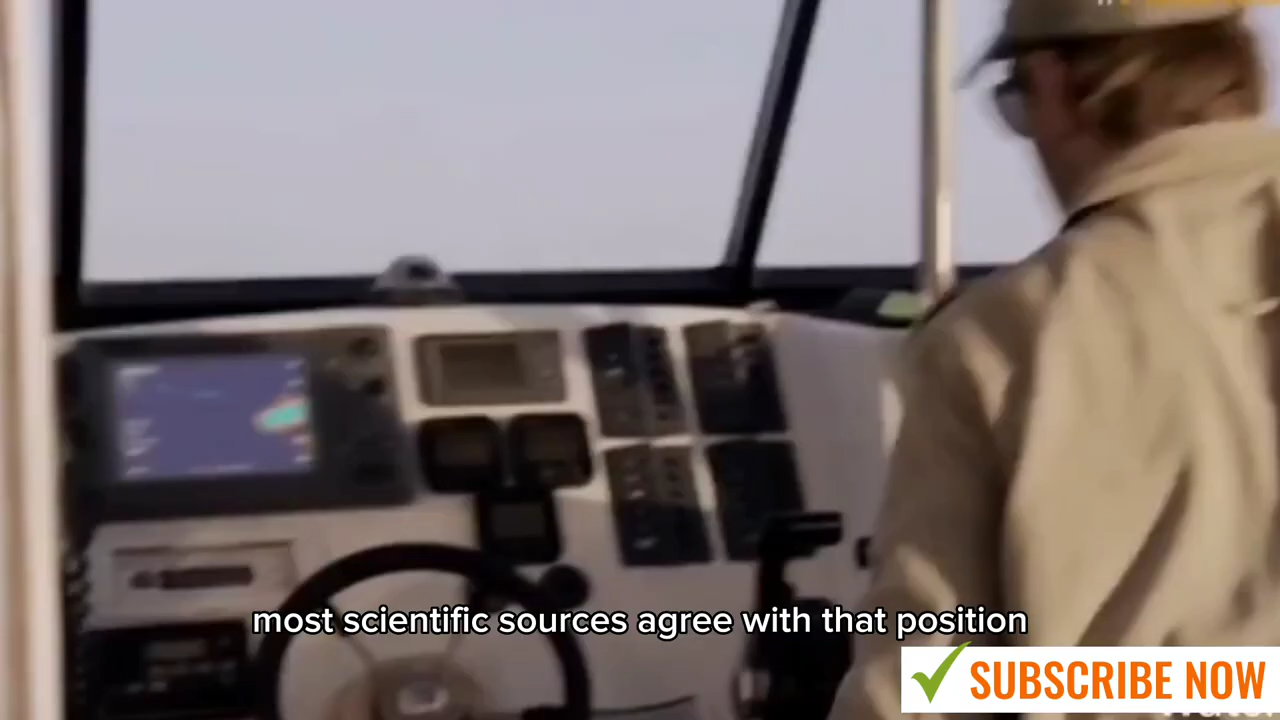 most scientific sources agree with that position
SUBSCRIBE NOW